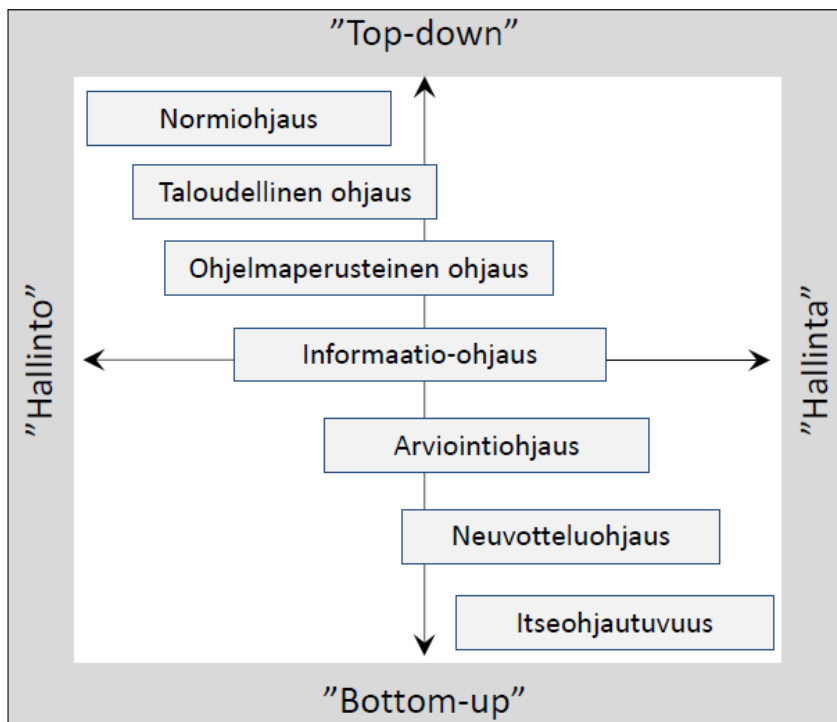 ”Top-down”
Normiohjaus
Taloudellinen ohjaus
Ohjelmaperusteinen ohjaus
”Hallinto”
Informaatio-ohjaus
”Hallinta”
Arviointiohjaus
Neuvotteluohjaus
Itseohjautuvuus
”Bottom-up”